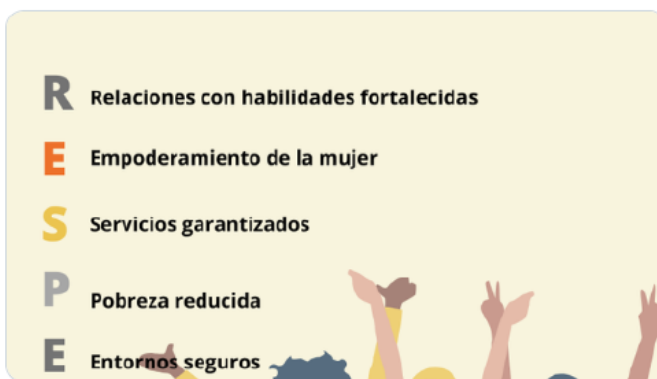 R Relaciones con habilidades fortalecidas
E Empoderamiento de la mujer
S Servicios garantizados
P Pobreza reducida
E Entornos seguros